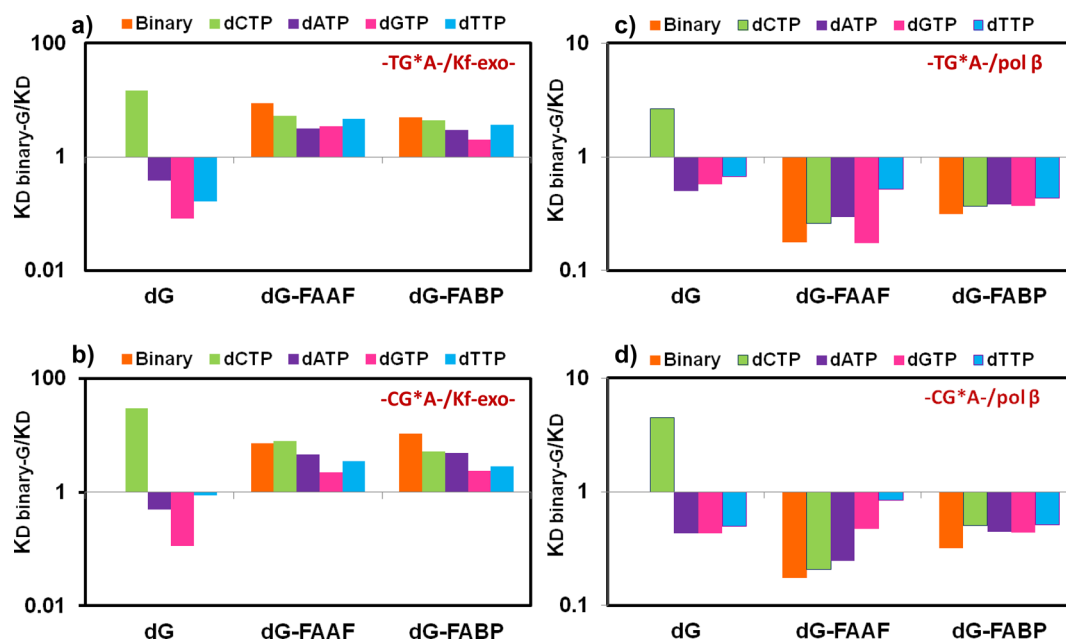 a)
Binary dCTP dATP dGTP dTTP
-TG*A-/Kf-exo-
100
1
0.01
KD binary-G/KD
dG dG-FAAF dG-FABP
c)
Binary dCTP dATP dGTP dTTP
-TG*A-/pol β
10
1
0.1
KD binary-G/KD
dG dG-FAAF dG-FABP
b)
Binary dCTP dATP dGTP dTTP
-CG*A-/Kf-exo-
100
1
0.01
KD binary-G/KD
dG dG-FAAF dG-FABP
d)
Binary dCTP dATP dGTP dTTP
-CG*A-/pol β
10
1
0.1
KD binary-G/KD
dG dG-FAAF dG-FABP